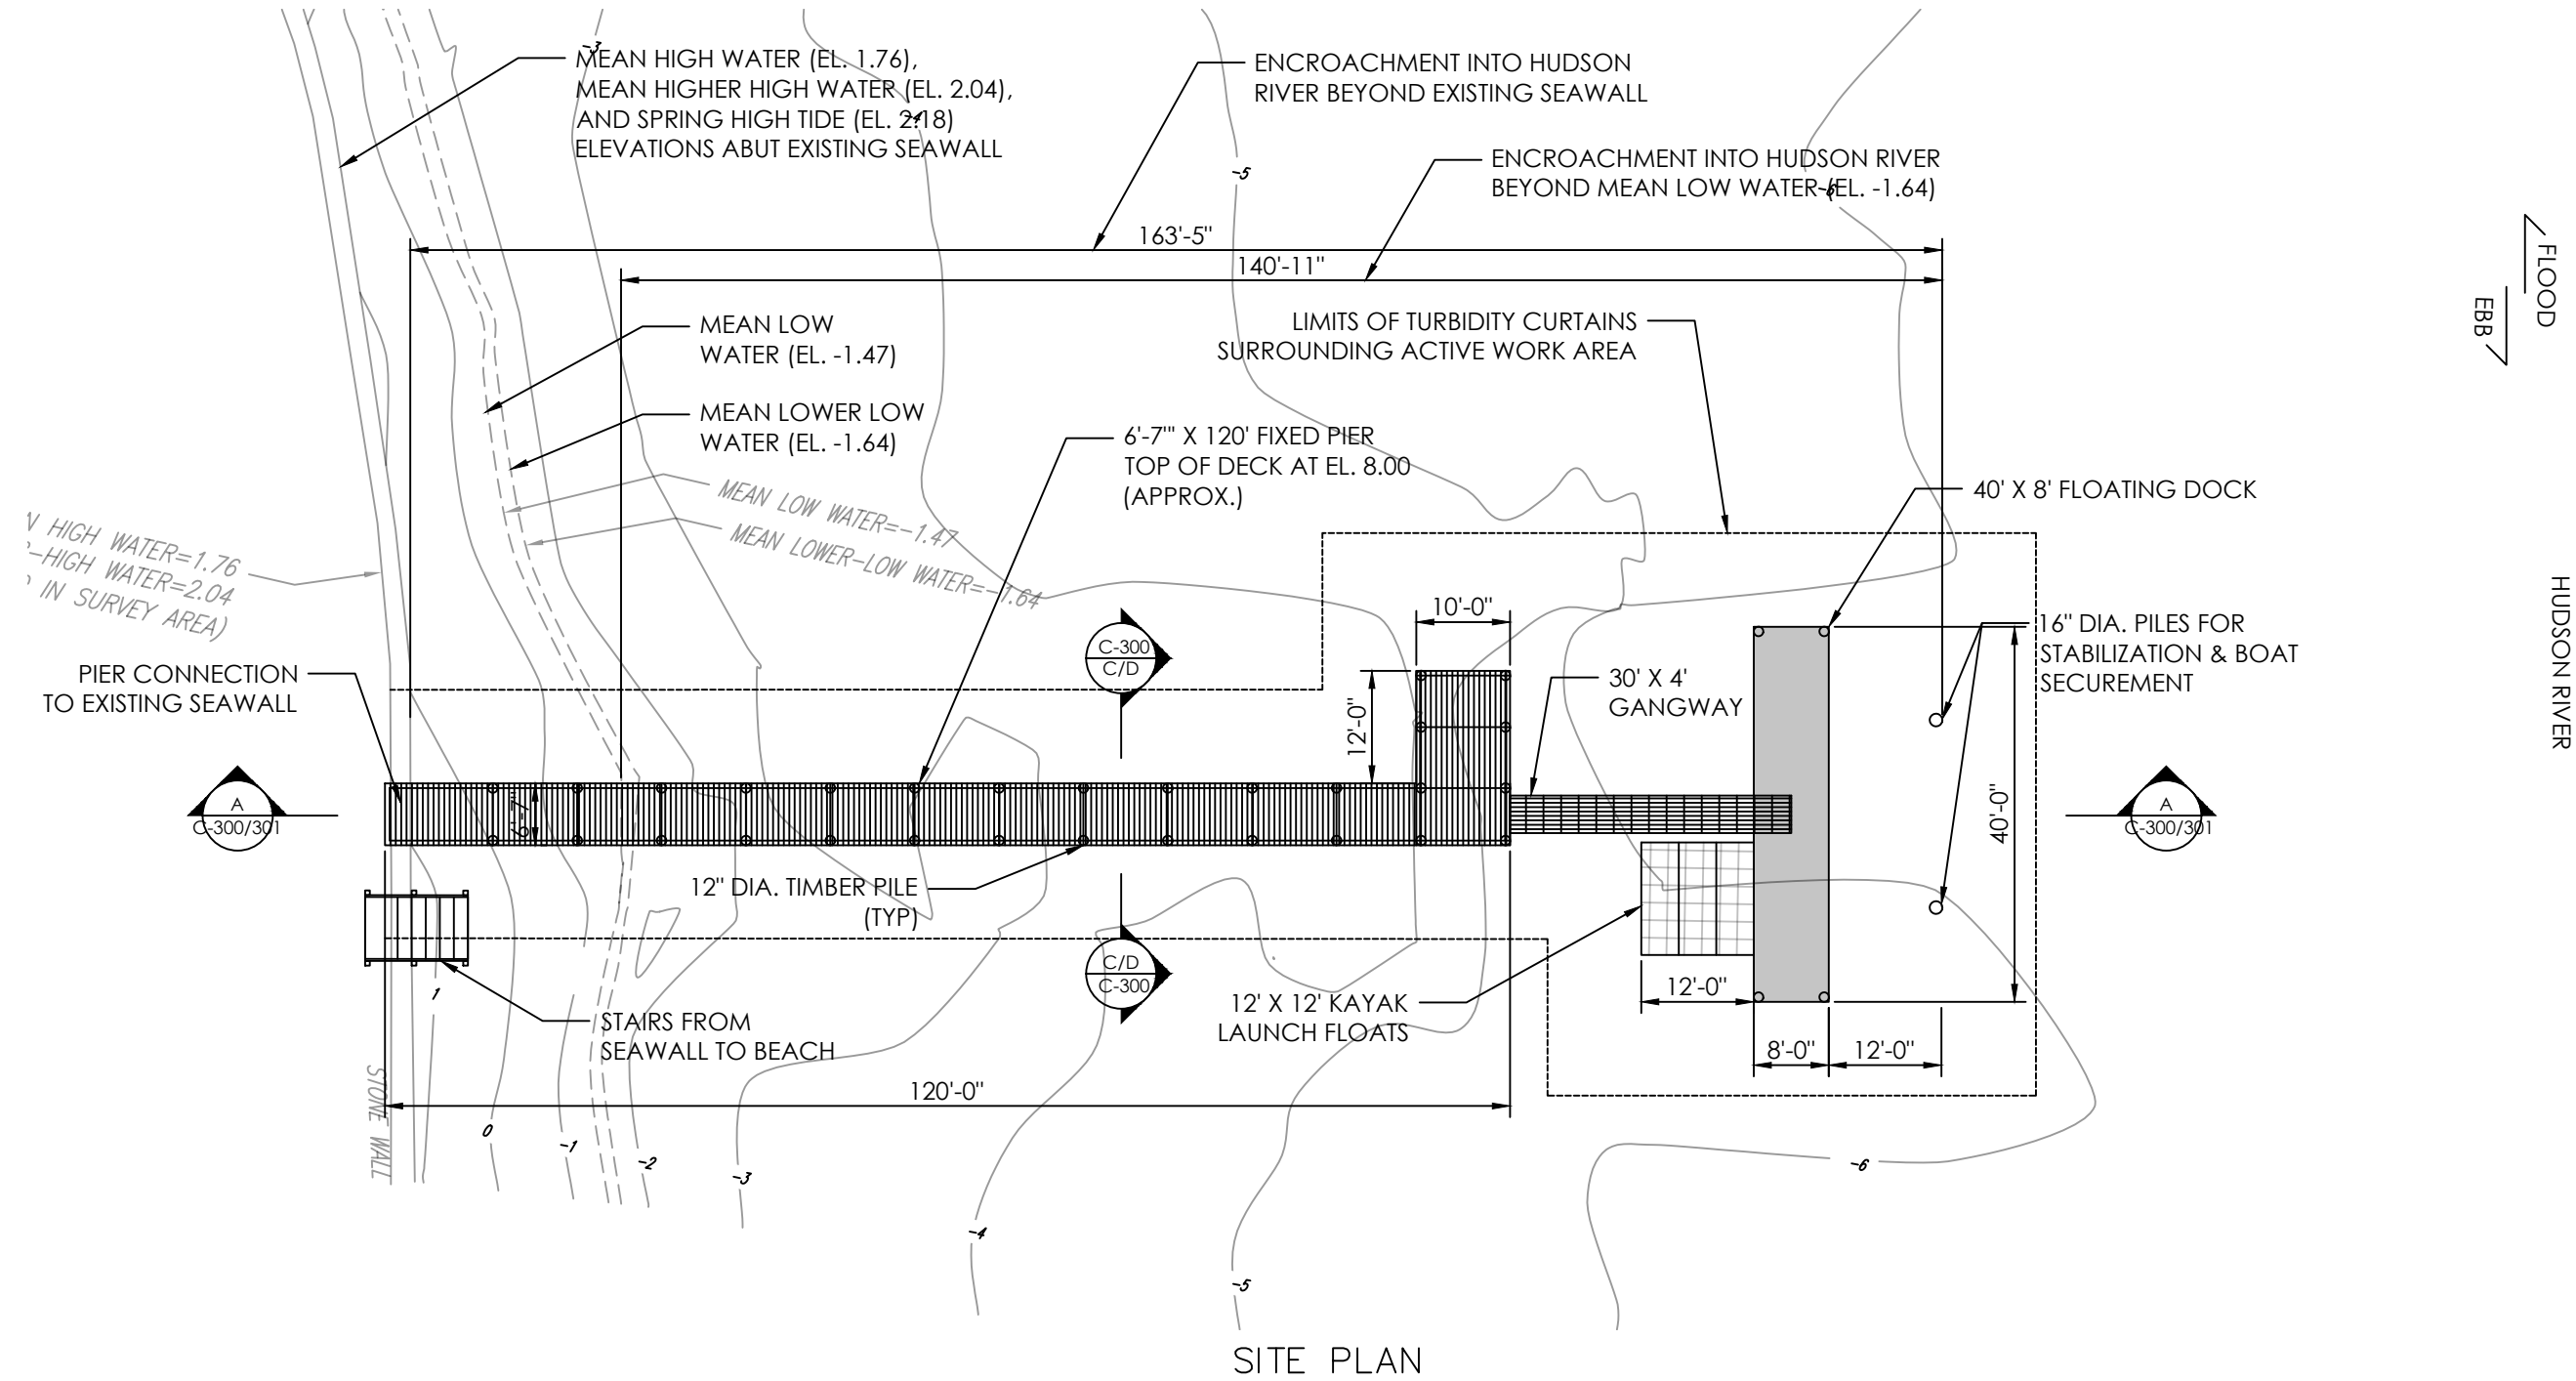 MEAN HIGH WATER (EL. 1.76),
MEAN HIGHER HIGH WATER (EL. 2.04),
AND SPRING HIGH TIDE (EL. 2.18)
ELEVATIONS ABUT EXISTING SEAWALL
-3
-4
ENCROACHMENT INTO HUDSON
RIVER BEYOND EXISTING SEAWALL
ENCROACHMENT INTO HUDSON RIVER
BEYOND MEAN LOW WATER (EL. -1.64)
-5
-6
163'-5"
140'-11"
FLOOD
EBB
MEAN LOW
WATER (EL. -1.47)
LIMITS OF TURBIDITY CURTAINS
SURROUNDING ACTIVE WORK AREA
MEAN LOWER LOW
WATER (EL. -1.64)
6'-7'" X 120' FIXED PIER
TOP OF DECK AT EL. 8.00
(APPROX.)
40' X 8' FLOATING DOCK
MEAN LOW WATER=-1.47
MEAN LOWER-LOW WATER=-1.64
HIGH WATER=1.76
-HIGH WATER=2.04
IN SURVEY AREA)
HUDSON RIVER
PIER CONNECTION
TO EXISTING SEAWALL
C-300
C/D
10'-0"
12'-0"
30' X 4'
GANGWAY
16" DIA. PILES FOR
STABILIZATION & BOAT
SECUREMENT
A
C-300/301
6'-7"
40'-0"
A
C-300/301
12" DIA. TIMBER PILE
(TYP)
C/D
C-300
12' X 12' KAYAK
LAUNCH FLOATS
12'-0"
8'-0"
12'-0"
STAIRS FROM
SEAWALL TO BEACH
STONE WALL
120'-0"
1
0
-1
-2
-3
-4
-5
-6
SITE PLAN